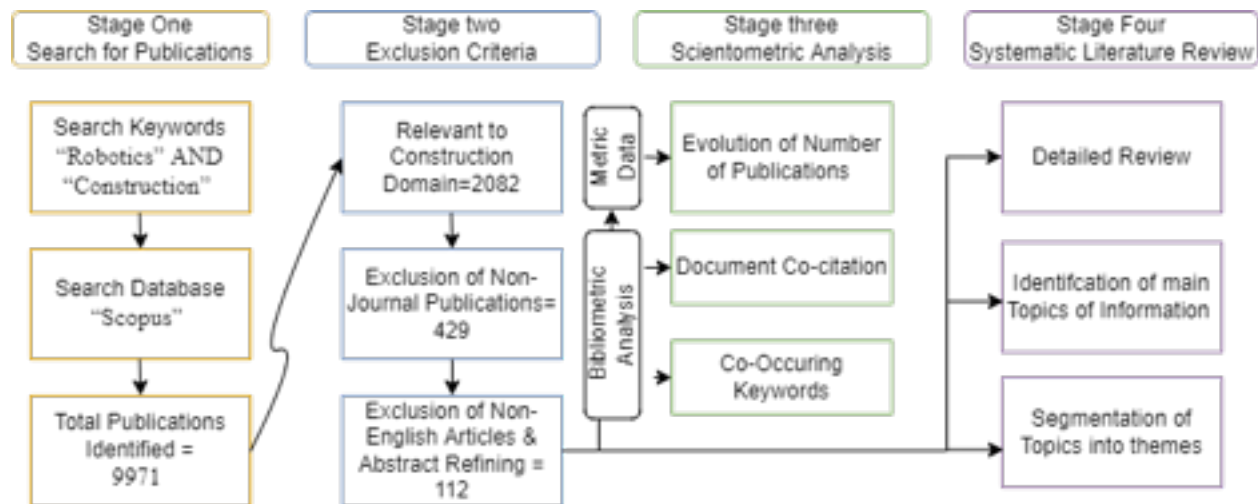 Stage One
Search for Publications
Stage two
Exclusion Criteria
Stage three
Scientometric Analysis
Stage Four
Systematic Literature Review
Search Keywords
“Robotics” AND
“Construction”
Search Database
“Scopus”
Total Publications
Identified =
9971
Relevant to
Construction
Domain=2082
Exclusion of Non-
Journal Publications=
429
Exclusion of Non-
English Articles &
Abstract Refining =
112
Metric
Data
Bibliometric
Analysis
Evolution of Number
of Publications
Document Co-citation
Co-Occuring
Keywords
Detailed Review
Identifcation of main
Topics of Information
Segmentation of
Topics into themes